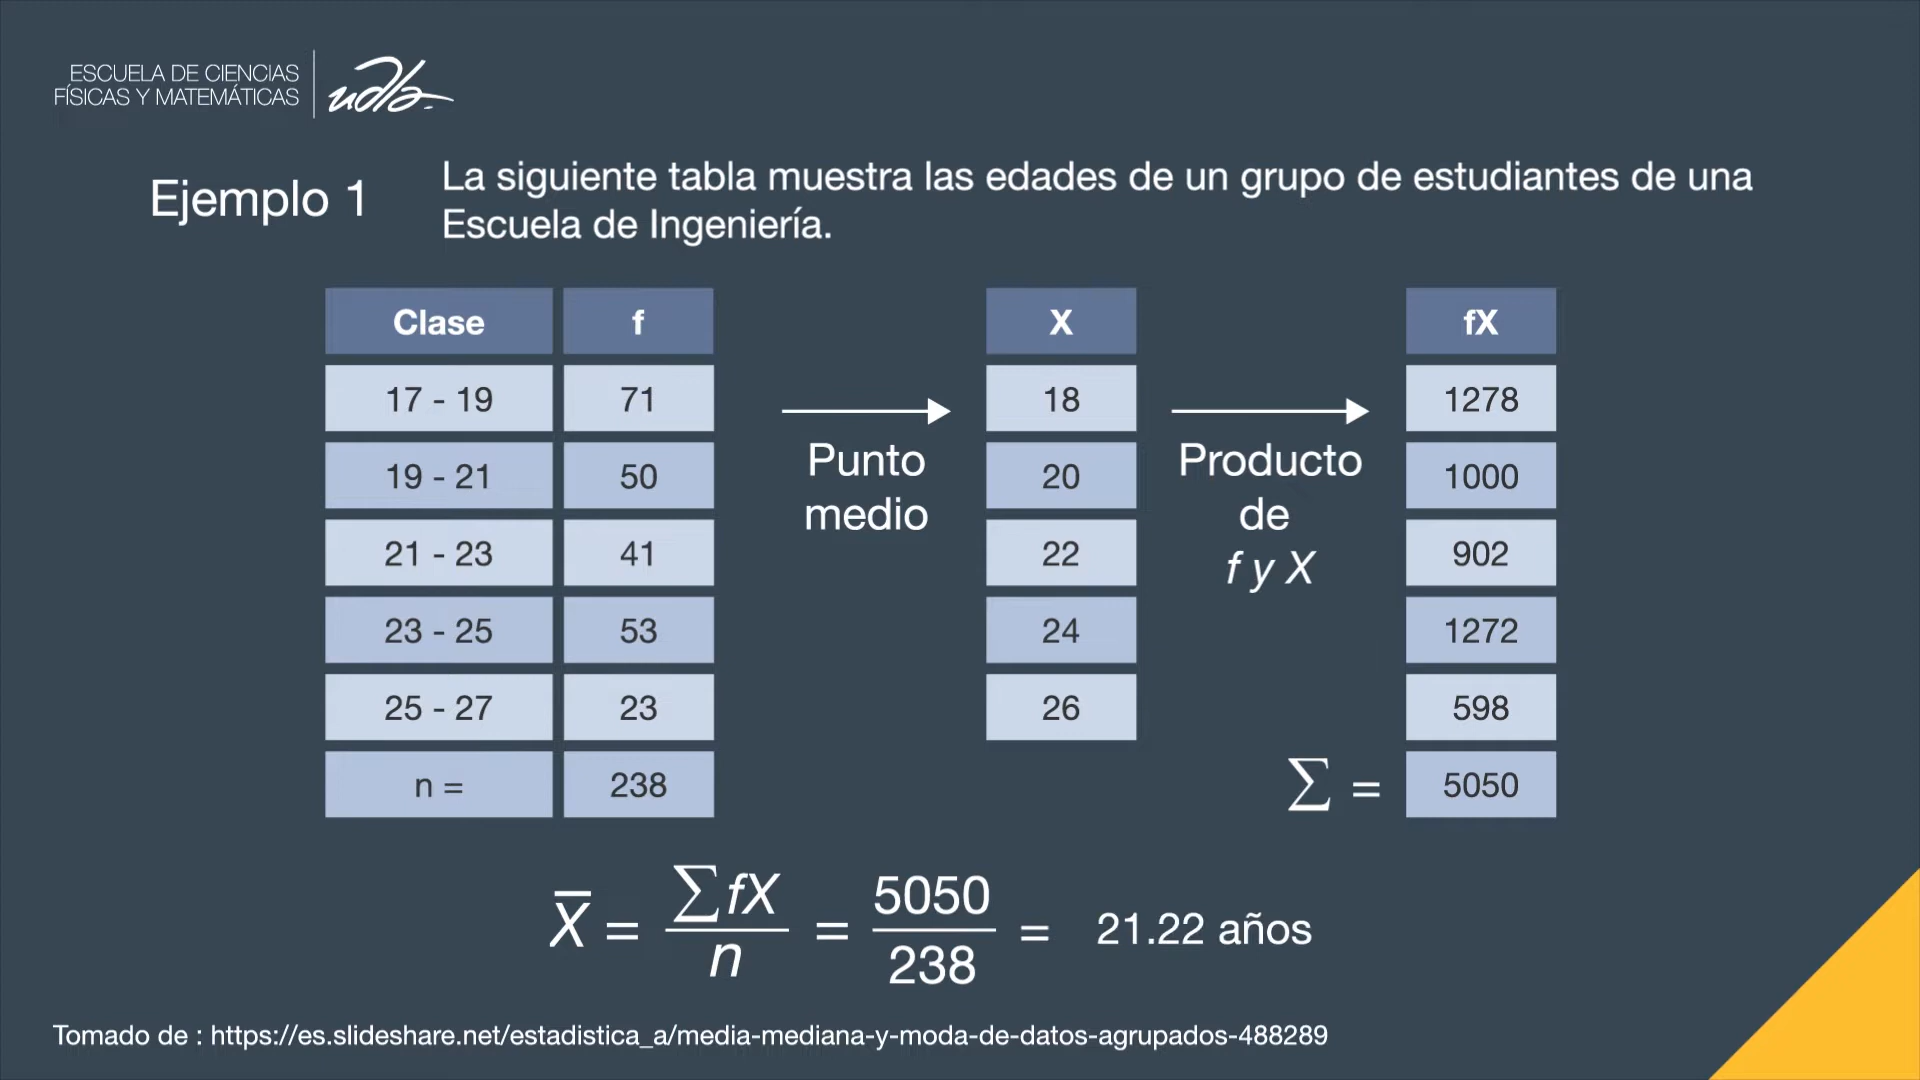 ESCUELA DE CIENCIAS
FÍSICAS Y MATEMÁTICAS
udla
Ejemplo 1
La siguiente tabla muestra las edades de un grupo de estudiantes de una
Escuela de Ingeniería.
Clase f X fX
17 - 19 71 18 1278
19 - 21 50 20 1000
21 - 23 41 22 902
23 - 25 53 24 1272
25 - 27 23 26 598
n = 238 ∑ = 5050
Punto
medio
Producto
de
f y X
X̅ = ∑fX / n = 5050 / 238 = 21.22 años
Tomado de : https://es.slideshare.net/estadistica_a/media-mediana-y-moda-de-datos-agrupados-488289